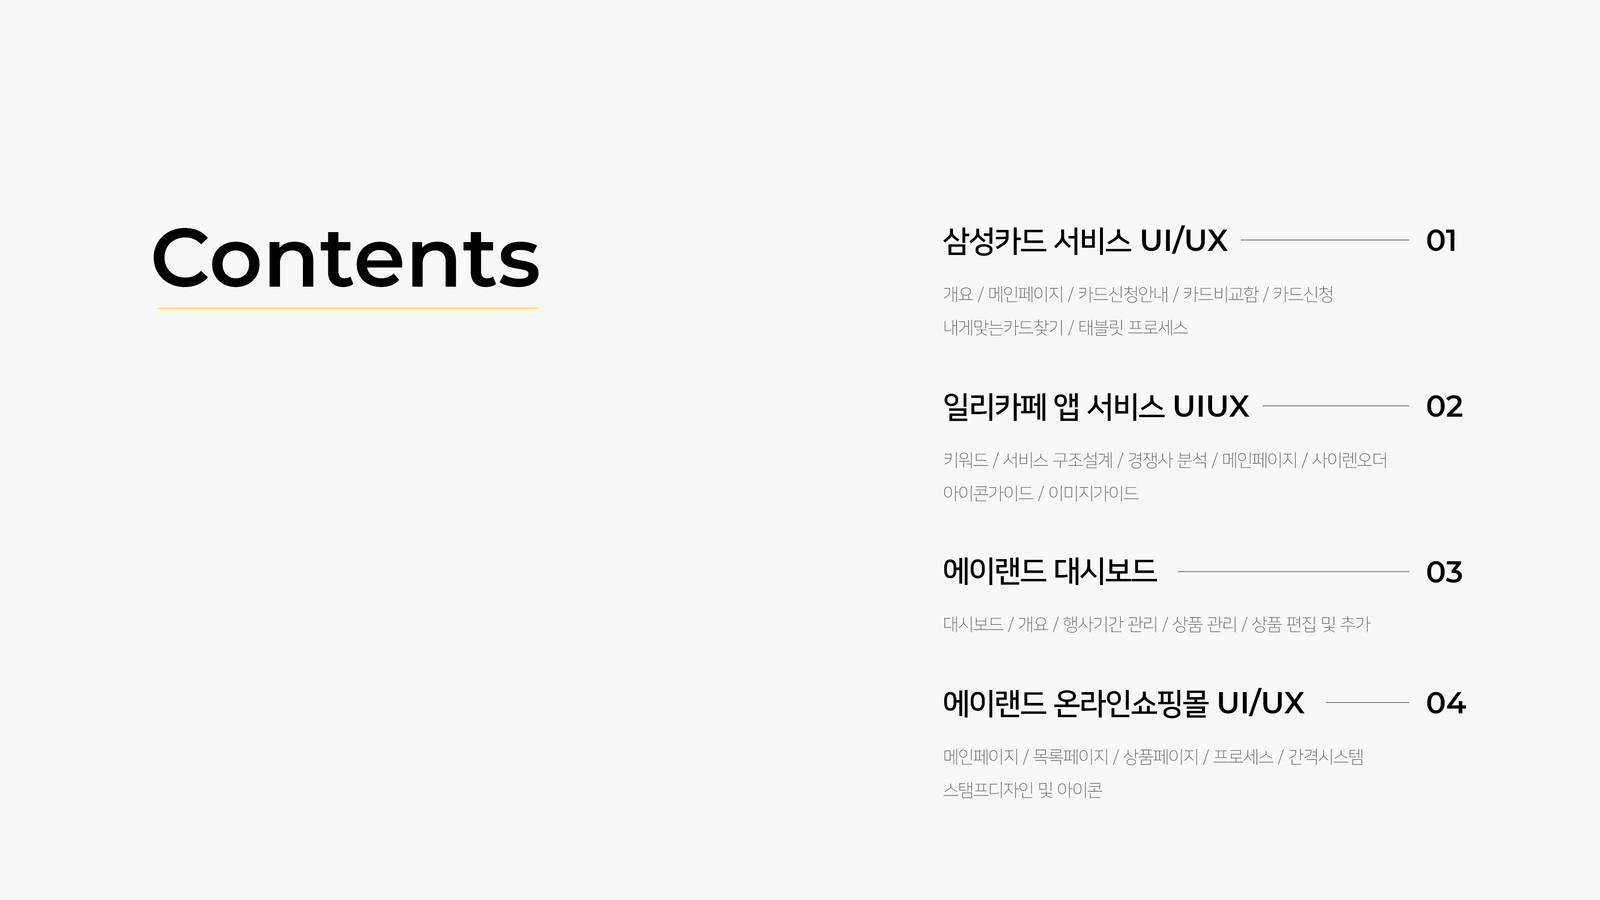 Contents
삼성카드 서비스 UI/UX 01
개요 / 메인페이지 / 카드신청안내 / 카드비교함 / 카드신청
내게맞는카드찾기 / 태블릿 프로세스
일리카페 앱 서비스 UIUX 02
키워드 / 서비스 구조설계 / 경쟁사 분석 / 메인페이지 / 사이렌오더
아이콘가이드 / 이미지가이드
에이랜드 대시보드 03
대시보드 / 개요 / 행사기간 관리 / 상품 관리 / 상품 편집 및 추가
에이랜드 온라인쇼핑몰 UI/UX 04
메인페이지 / 목록페이지 / 상품페이지 / 프로세스 / 간격시스템
스탬프디자인 및 아이콘